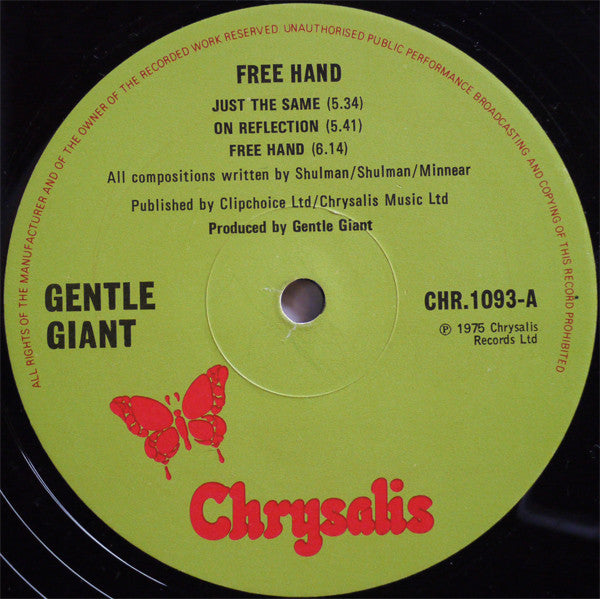 ALL RIGHTS OF THE MANUFACTURER AND OF THE OWNER OF THE RECORDED WORK RESERVED UNAUTHORISED PUBLIC PERFORMANCE BROADCASTING AND COPYING OF THIS RECORD PROHIBITED
FREE HAND
JUST THE SAME (5.34)
ON REFLECTION (5.41)
FREE HAND (6.14)
All compositions written by Shulman/Shulman/Minnear
Published by Clipchoice Ltd/Chrysalis Music Ltd
Produced by Gentle Giant
GENTLE
GIANT
CHR.1093-A
℗ 1975 Chrysalis
Records Ltd
Chrysalis